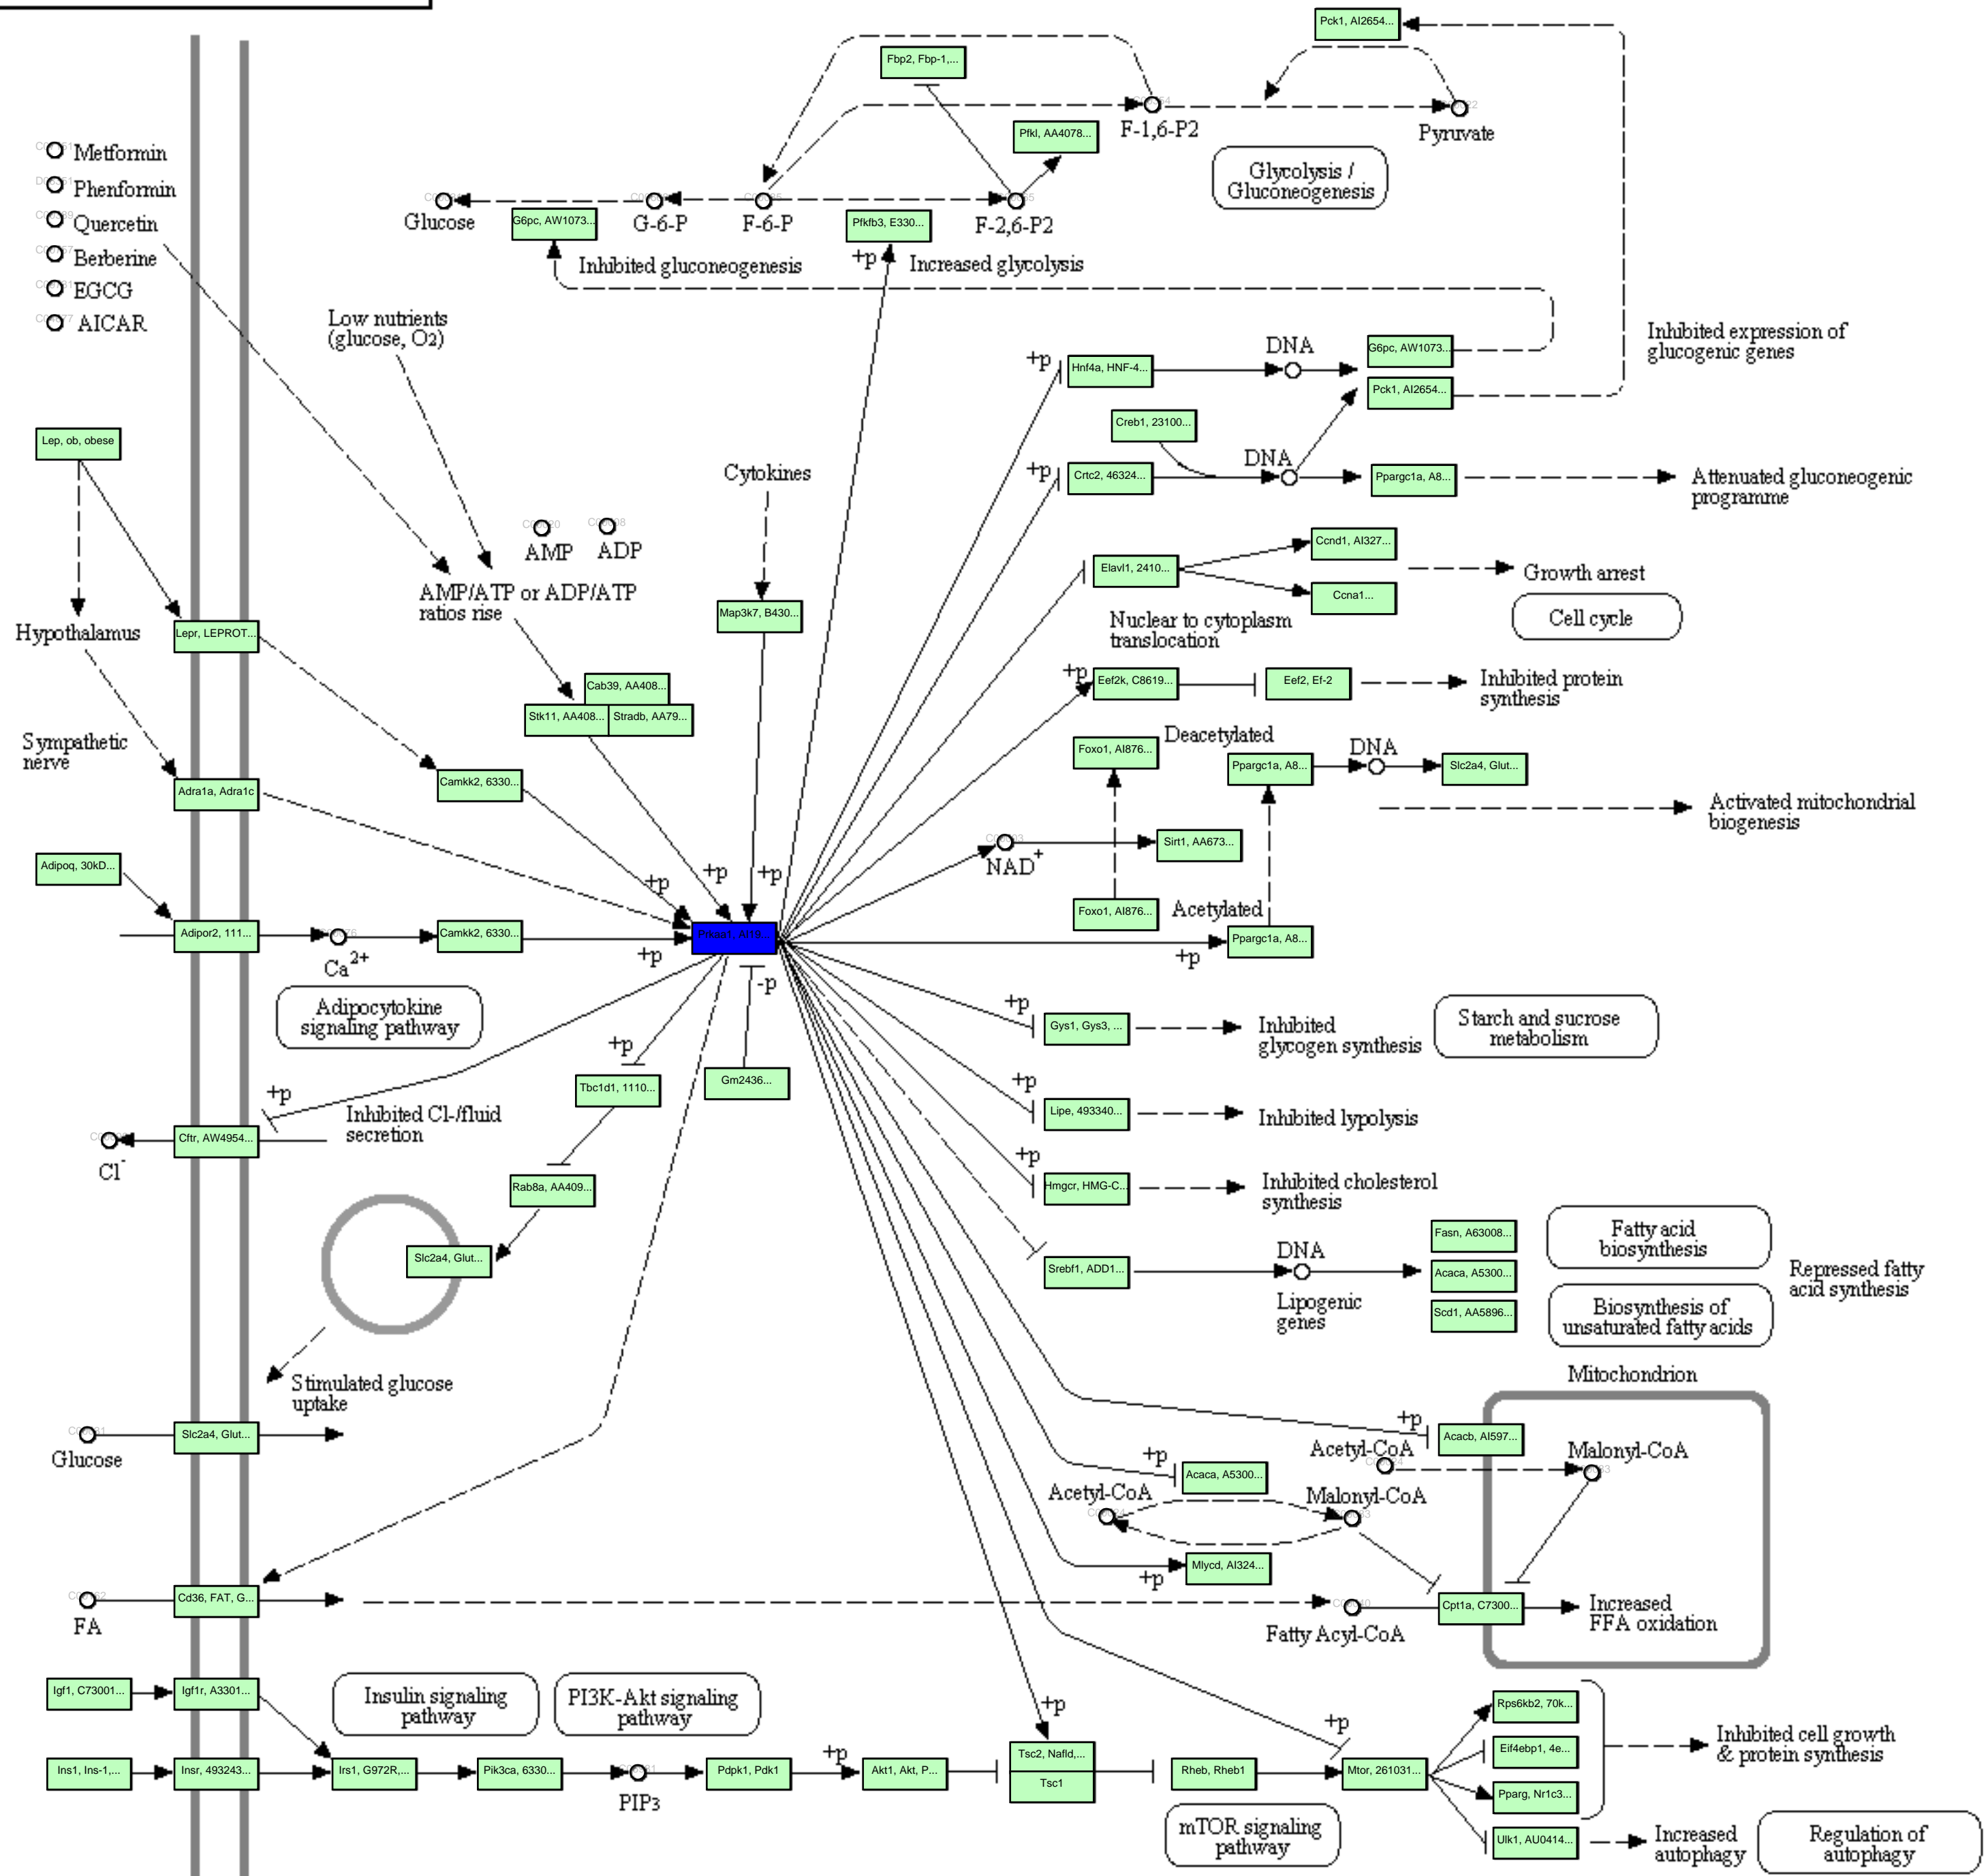 Pck1, AI2654...
Fbp2, Fbp-1,...
Pfkl, AA4078...
F-1,6-P2
Pyruvate
Metformin
Phenformin
Quercetin
Berberine
EGCG
AICAR
Glycolysis /
Gluconeogenesis
Glucose
G6pc, AW1073...
G-6-P
F-6-P
Pfkfb3, E330...
F-2,6-P2
+p
Inhibited gluconeogenesis
Increased glycolysis
Low nutrients
(glucose, O2)
Inhibited expression of
glucogenic genes
+p
Hnf4a, HNF-4...
DNA
G6pc, AW1073...
Pck1, AI2654...
Creb1, 23100...
Lep, ob, obese
Cytokines
+p
Crtc2, 46324...
DNA
Ppargc1a, A8...
Attenuated gluconeogenic
programme
AMP
ADP
Ccnd1, AI327...
Elavl1, 2410...
Growth arrest
Ccna1...
AMP/ATP or ADP/ATP
ratios rise
Map3k7, B430...
Nuclear to cytoplasm
translocation
Cell cycle
Hypothalamus
Lepr, LEPROT...
Cab39, AA408...
Stk11, AA408...
Stradb, AA79...
+p
Eef2k, C8619...
Eef2, Ef-2
Inhibited protein
synthesis
Sympathetic
nerve
Foxo1, AI876...
Deacetylated
Ppargc1a, A8...
DNA
Slc2a4, Glut...
Adra1a, Adra1c
Camkk2, 6330...
Activated mitochondrial
biogenesis
NAD+
Sirt1, AA673...
Adipoq, 30kD...
+p
+p
+p
Foxo1, AI876...
Acetylated
Adipor2, 111...
Ca2+
Camkk2, 6330...
+p
Prkaa1, AI19...
+p
Ppargc1a, A8...
-p
Adipocytokine
signaling pathway
+p
Gys1, Gys3, ...
Inhibited
glycogen synthesis
Starch and sucrose
metabolism
+p
Tbc1d1, 1110...
Gm2436...
+p
Lipe, 493340...
Inhibited lypolysis
+p
Inhibited Cl-/fluid
secretion
Cftr, AW4954...
Cl-
Rab8a, AA409...
+p
Hmgcr, HMG-C...
Inhibited cholesterol
synthesis
Slc2a4, Glut...
Srebf1, ADD1...
DNA
Lipogenic
genes
Fasn, A63008...
Acaca, A5300...
Scd1, AA5896...
Fatty acid
biosynthesis
Biosynthesis of
unsaturated fatty acids
Repressed fatty
acid synthesis
Stimulated glucose
uptake
Mitochondrion
Glucose
Slc2a4, Glut...
+p
Acacb, AI597...
Acetyl-CoA
Malonyl-CoA
+p
Acaca, A5300...
Acetyl-CoA
Malonyl-CoA
Mlycd, AI324...
+p
FA
Cd36, FAT, G...
Fatty Acyl-CoA
Cpt1a, C7300...
Increased
FFA oxidation
Igf1, C73001...
Igf1r, A3301...
Insulin signaling
pathway
PI3K-Akt signaling
pathway
+p
+p
Rps6kb2, 70k...
Eif4ebp1, 4e...
Pparg, Nr1c3...
Ulk1, AU0414...
Inhibited cell growth
& protein synthesis
Ins1, Ins-1,...
Insr, 493243...
Irs1, G972R,...
Pik3ca, 6330...
PIP3
Pdpk1, Pdk1
+p
Akt1, Akt, P...
Tsc2, Nafld,...
Tsc1
Rheb, Rheb1
Mtor, 261031...
mTOR signaling
pathway
Increased
autophagy
Regulation of
autophagy